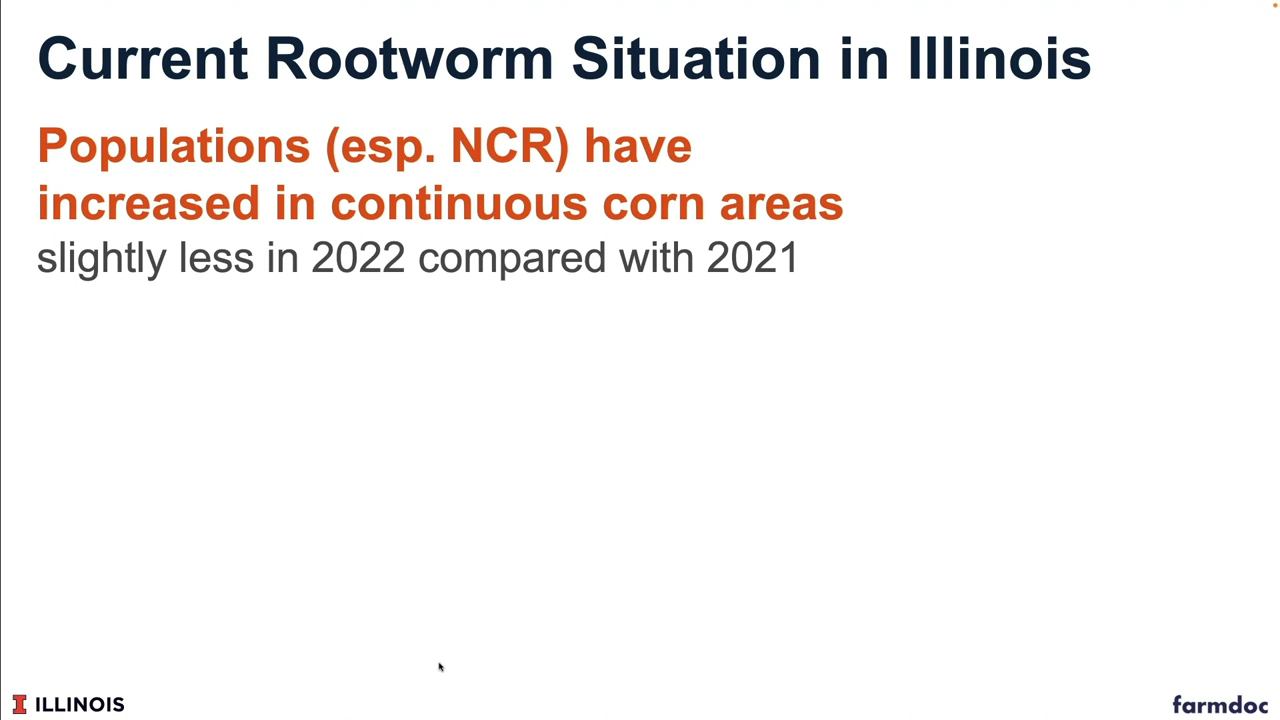 Current Rootworm Situation in Illinois
Populations (esp. NCR) have
increased in continuous corn areas
slightly less in 2022 compared with 2021
I ILLINOIS
farmdoc